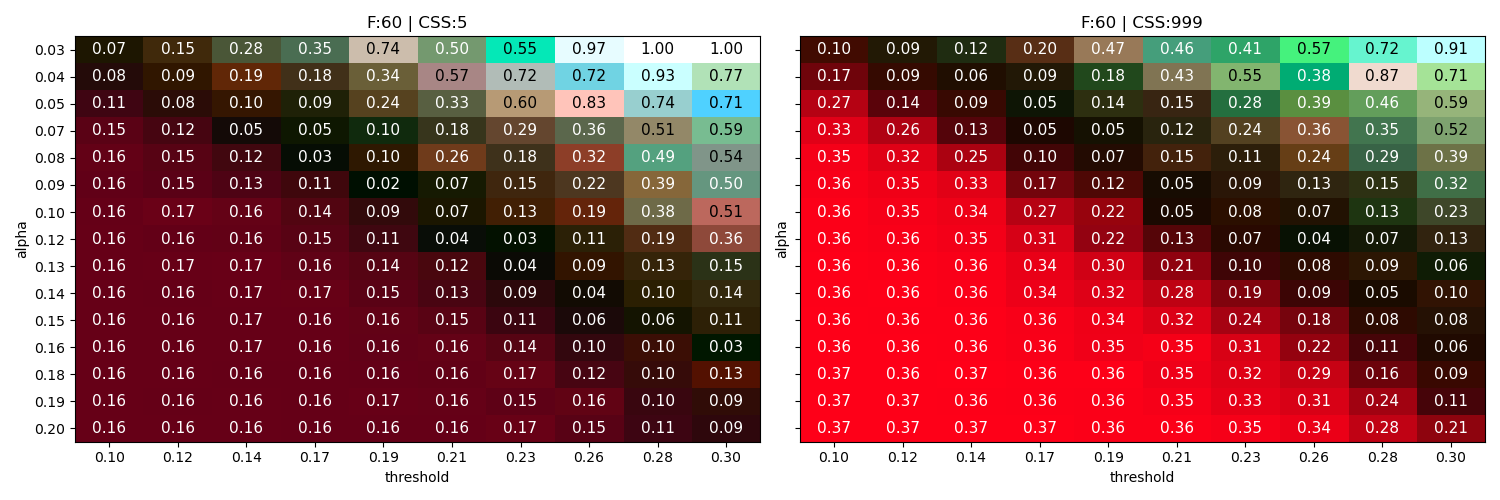 F:60 | CSS:5
0.03 0.07 0.15 0.28 0.35 0.74 0.50 0.55 0.97 1.00 1.00
0.04 0.08 0.09 0.19 0.18 0.34 0.57 0.72 0.72 0.93 0.77
0.05 0.11 0.08 0.10 0.09 0.24 0.33 0.60 0.83 0.74 0.71
0.07 0.15 0.12 0.05 0.05 0.10 0.18 0.29 0.36 0.51 0.59
0.08 0.16 0.15 0.12 0.03 0.10 0.26 0.18 0.32 0.49 0.54
0.09 0.16 0.15 0.13 0.11 0.02 0.07 0.15 0.22 0.39 0.50
0.10 0.16 0.17 0.16 0.14 0.09 0.07 0.13 0.19 0.38 0.51
0.12 0.16 0.16 0.16 0.15 0.11 0.04 0.03 0.11 0.19 0.36
0.13 0.16 0.17 0.17 0.16 0.14 0.12 0.04 0.09 0.13 0.15
0.14 0.16 0.16 0.17 0.17 0.15 0.13 0.09 0.04 0.10 0.14
0.15 0.16 0.16 0.17 0.16 0.16 0.15 0.11 0.06 0.06 0.11
0.16 0.16 0.16 0.17 0.16 0.16 0.16 0.14 0.10 0.10 0.03
0.18 0.16 0.16 0.16 0.16 0.16 0.16 0.17 0.12 0.10 0.13
0.19 0.16 0.16 0.16 0.17 0.16 0.16 0.15 0.16 0.10 0.09
0.20 0.16 0.16 0.16 0.16 0.16 0.16 0.17 0.15 0.11 0.09
0.10 0.12 0.14 0.17 0.19 0.21 0.23 0.26 0.28 0.30
threshold
alpha
F:60 | CSS:999
0.10 0.09 0.12 0.20 0.47 0.46 0.41 0.57 0.72 0.91
0.17 0.09 0.06 0.09 0.18 0.43 0.55 0.38 0.87 0.71
0.27 0.14 0.09 0.05 0.14 0.15 0.28 0.39 0.46 0.59
0.33 0.26 0.13 0.05 0.05 0.12 0.24 0.36 0.35 0.52
0.35 0.32 0.25 0.10 0.07 0.15 0.11 0.24 0.29 0.39
0.36 0.35 0.33 0.17 0.12 0.05 0.09 0.13 0.15 0.32
0.36 0.35 0.34 0.27 0.22 0.05 0.08 0.07 0.13 0.23
0.36 0.36 0.35 0.31 0.22 0.13 0.07 0.04 0.07 0.13
0.36 0.36 0.36 0.34 0.30 0.21 0.10 0.08 0.09 0.06
0.36 0.36 0.36 0.34 0.32 0.28 0.19 0.09 0.05 0.10
0.36 0.36 0.36 0.36 0.34 0.32 0.24 0.18 0.08 0.08
0.36 0.36 0.36 0.36 0.35 0.35 0.31 0.22 0.11 0.06
0.37 0.36 0.37 0.36 0.36 0.35 0.32 0.29 0.16 0.09
0.37 0.37 0.36 0.36 0.36 0.35 0.33 0.31 0.24 0.11
0.37 0.37 0.37 0.37 0.36 0.36 0.35 0.34 0.28 0.21
0.10 0.12 0.14 0.17 0.19 0.21 0.23 0.26 0.28 0.30
threshold
alpha